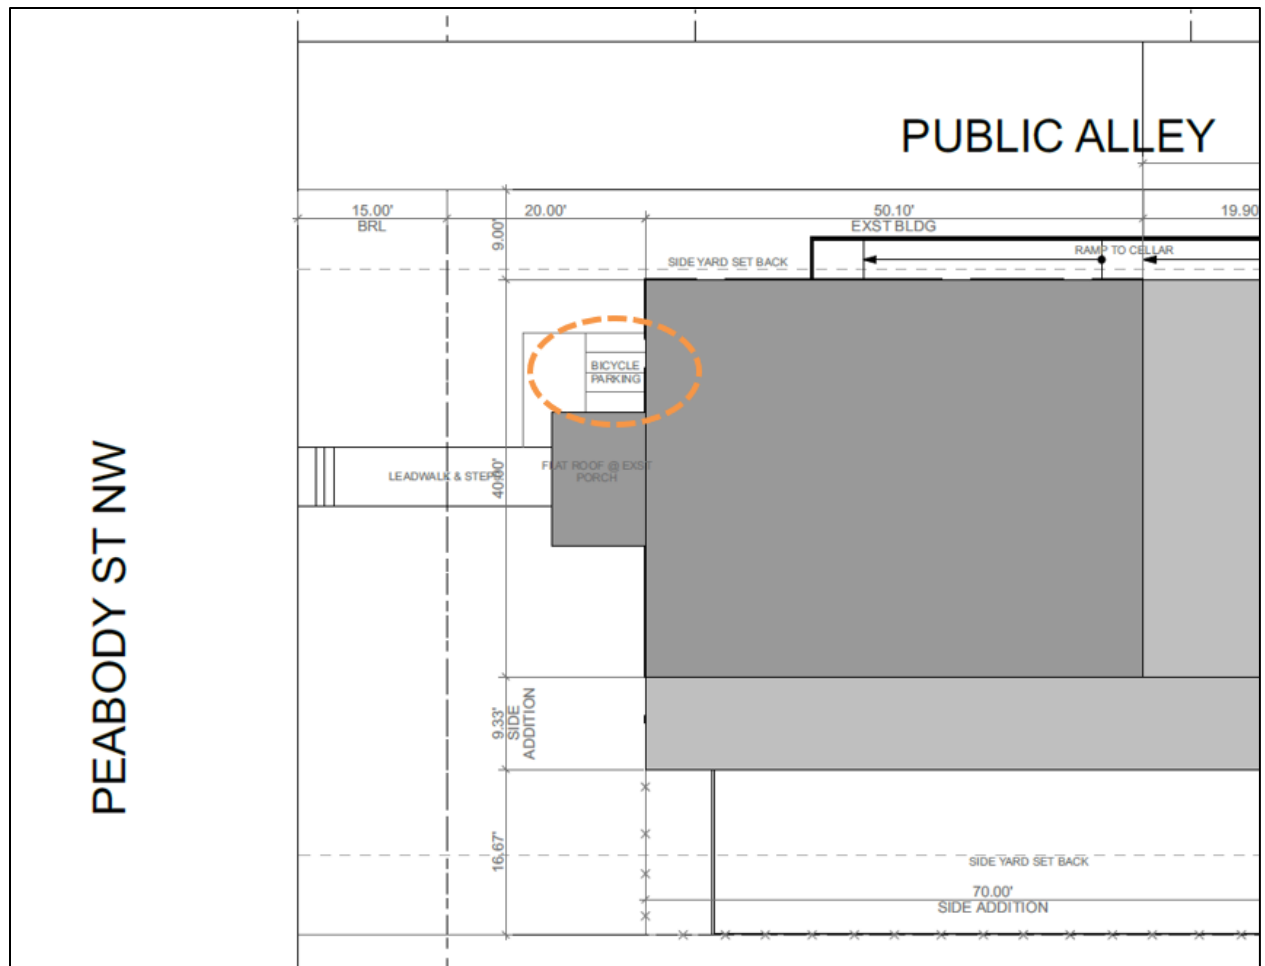 PUBLIC ALLEY
15.00'
BRL
20.00'
50.10'
EXST BLDG
19.90
9.00'
SIDE YARD SET BACK
RAMP TO CELLAR
BICYCLE
PARKING
PEABODY ST NW
LEADWALK & STEPS
40.00'
FLAT ROOF @ EXST
PORCH
9.33'
SIDE
ADDITION
16.67'
SIDE YARD SET BACK
70.00'
SIDE ADDITION